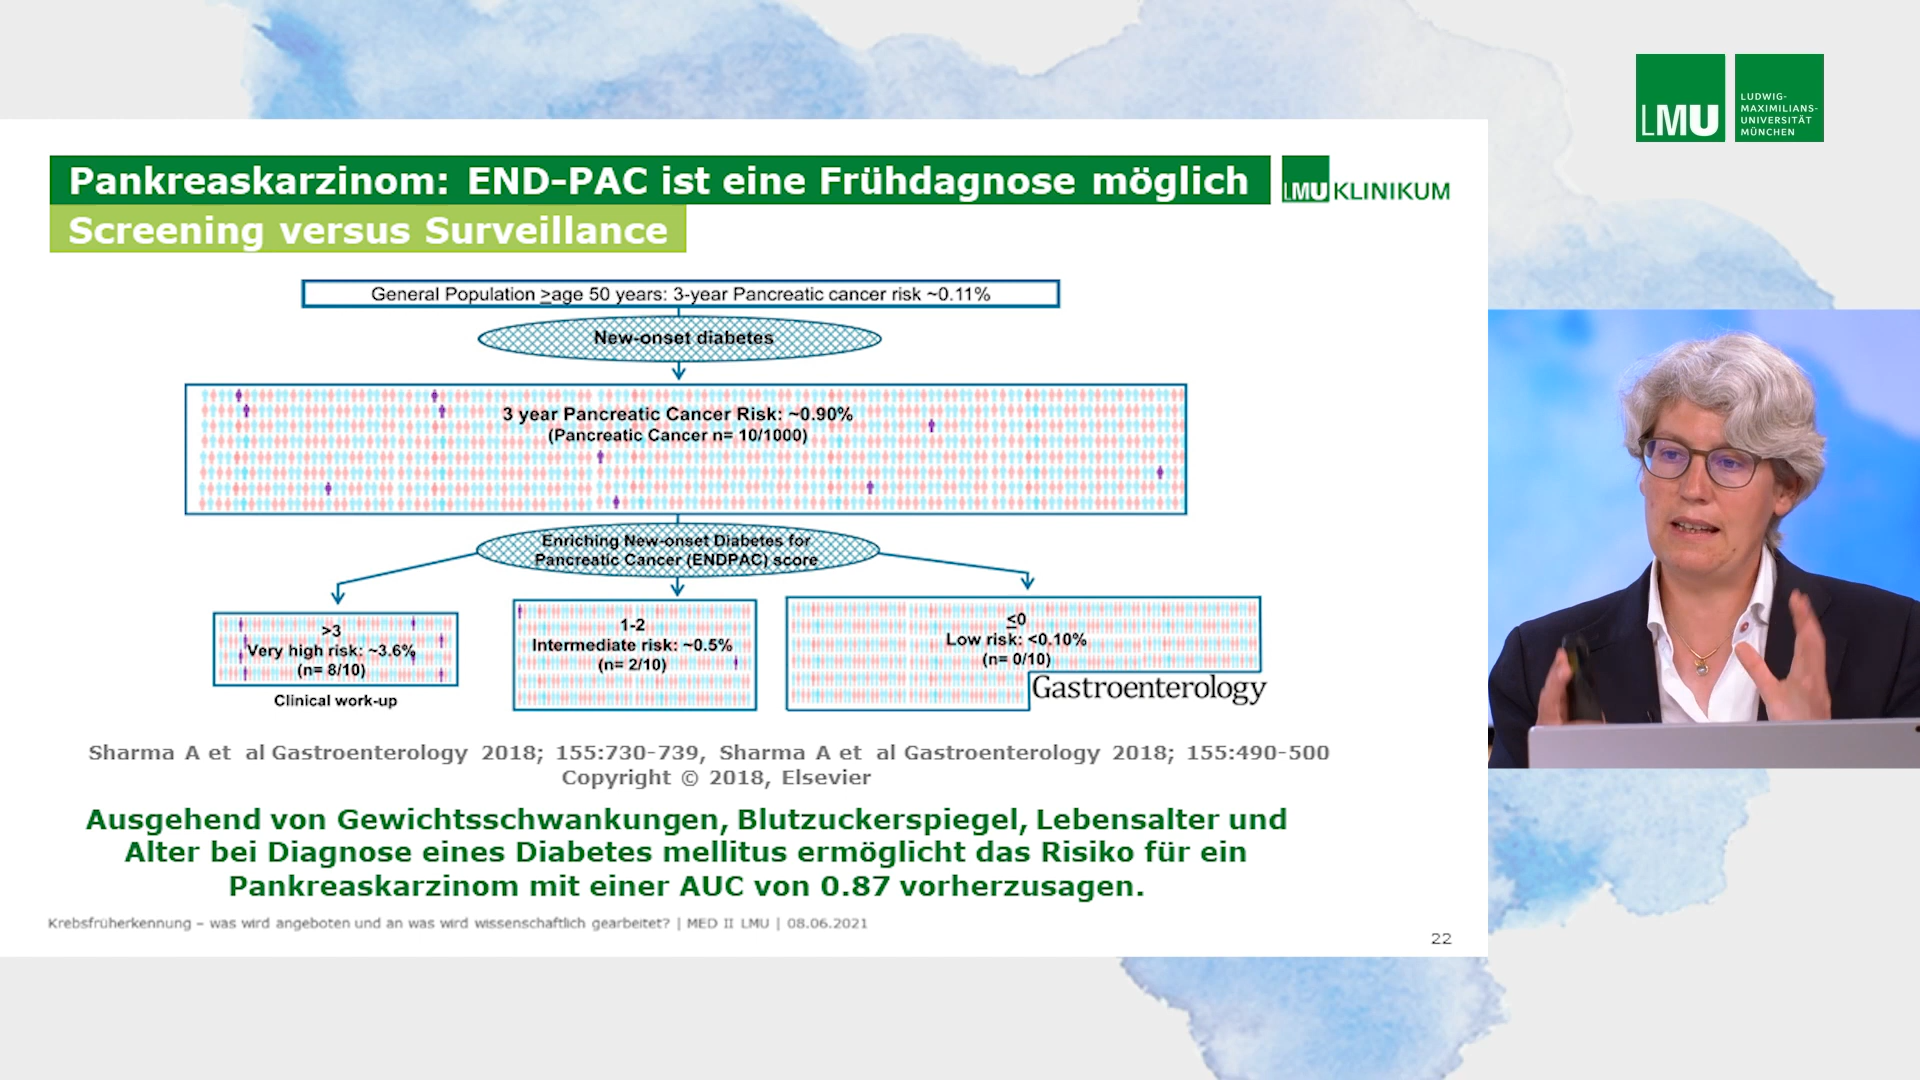 LMU
LUDWIG-
MAXIMILIANS-
UNIVERSITÄT
MÜNCHEN
Pankreaskarzinom: END-PAC ist eine Frühdagnose möglich
LMU KLINIKUM
Screening versus Surveillance
General Population ≥age 50 years: 3-year Pancreatic cancer risk ~0.11%
New-onset diabetes
3 year Pancreatic Cancer Risk: ~0.90%
(Pancreatic Cancer n= 10/1000)
Enriching New-onset Diabetes for
Pancreatic Cancer (ENDPAC) score
>3
Very high risk: ~3.6%
(n= 8/10)
Clinical work-up
1-2
Intermediate risk: ~0.5%
(n= 2/10)
≤0
Low risk: <0.10%
(n= 0/10)
Gastroenterology
Sharma A et al Gastroenterology 2018; 155:730-739, Sharma A et al Gastroenterology 2018; 155:490-500
Copyright © 2018, Elsevier
Ausgehend von Gewichtsschwankungen, Blutzuckerspiegel, Lebensalter und
Alter bei Diagnose eines Diabetes mellitus ermöglicht das Risiko für ein
Pankreaskarzinom mit einer AUC von 0.87 vorherzusagen.
Krebsfrüherkennung – was wird angeboten und an was wird wissenschaftlich gearbeitet? | MED II LMU | 08.06.2021
22